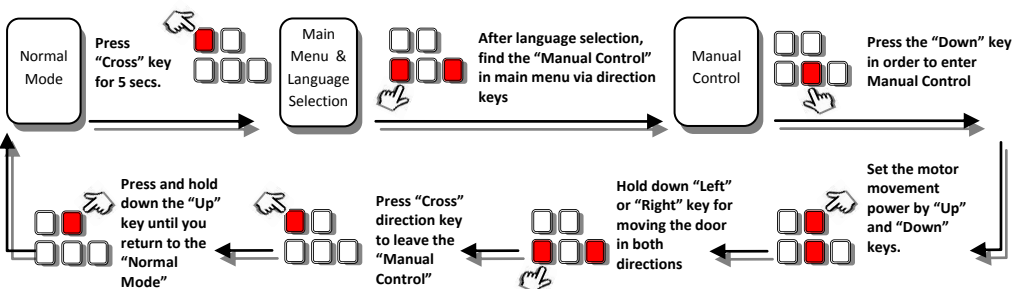 Normal
Mode
Press
“Cross” key
for 5 secs.
Main
Menu &
Language
Selection
After language selection,
find the “Manual Control”
in main menu via direction
keys
Manual
Control
Press the “Down” key
in order to enter
Manual Control
Set the motor
movement
power by “Up”
and “Down”
keys.
Hold down “Left”
or “Right” key for
moving the door
in both
directions
Press “Cross”
direction key
to leave the
“Manual
Control”
Press and hold
down the “Up”
key until you
return to the
“Normal
Mode”